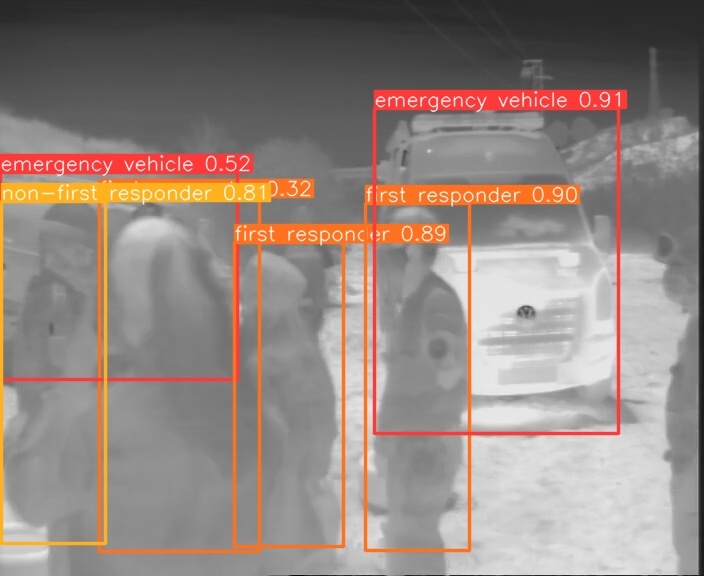 emergency vehicle 0.91
emergency vehicle 0.52
non-first responder 0.81
0.32
first responder 0.90
first responder 0.89